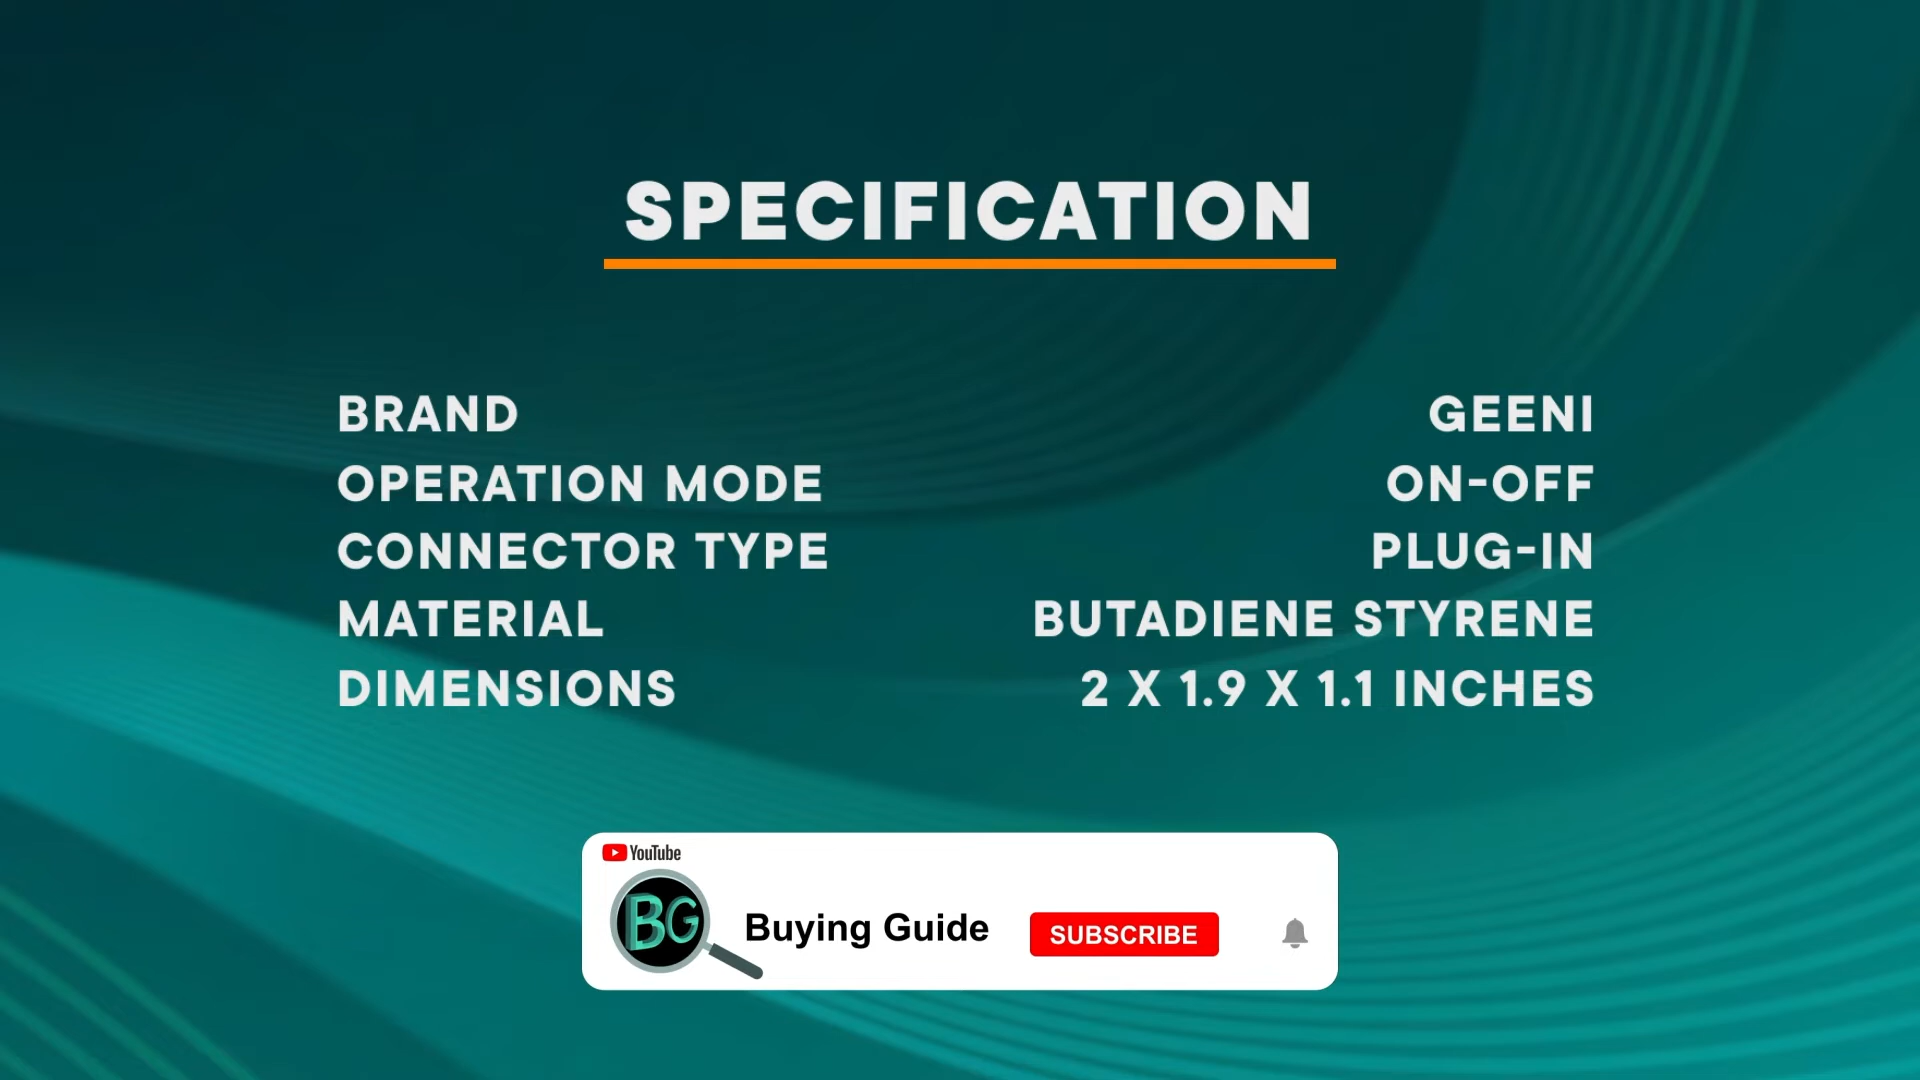 SPECIFICATION
BRAND GEENI
OPERATION MODE ON-OFF
CONNECTOR TYPE PLUG-IN
MATERIAL BUTADIENE STYRENE
DIMENSIONS 2 X 1.9 X 1.1 INCHES
YouTube
BG
Buying Guide SUBSCRIBE